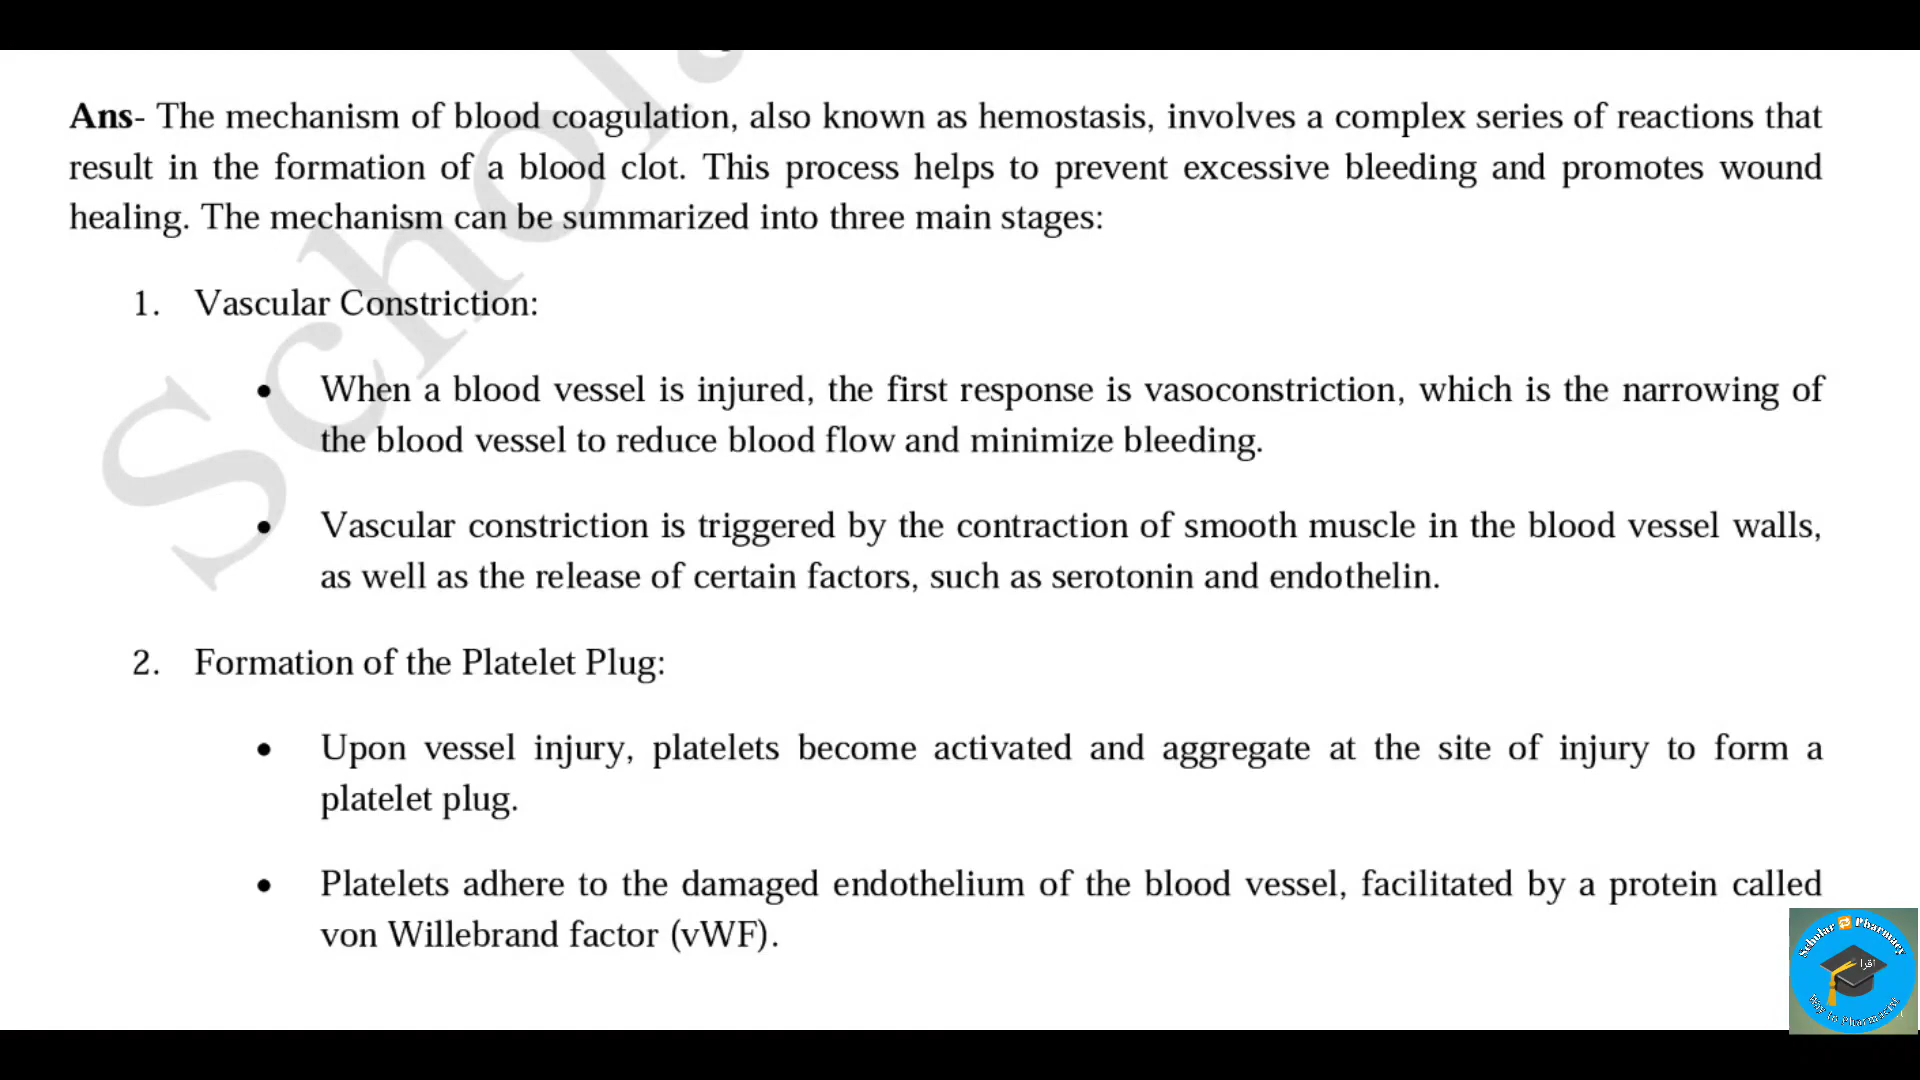 Ans- The mechanism of blood coagulation, also known as hemostasis, involves a complex series of reactions that
result in the formation of a blood clot. This process helps to prevent excessive bleeding and promotes wound
healing. The mechanism can be summarized into three main stages:
1. Vascular Constriction:
• When a blood vessel is injured, the first response is vasoconstriction, which is the narrowing of
the blood vessel to reduce blood flow and minimize bleeding.
• Vascular constriction is triggered by the contraction of smooth muscle in the blood vessel walls,
as well as the release of certain factors, such as serotonin and endothelin.
2. Formation of the Platelet Plug:
• Upon vessel injury, platelets become activated and aggregate at the site of injury to form a
platelet plug.
• Platelets adhere to the damaged endothelium of the blood vessel, facilitated by a protein called
von Willebrand factor (vWF).
Schola
Scholar Pharmacy
اقرا
Way to Pharmacist